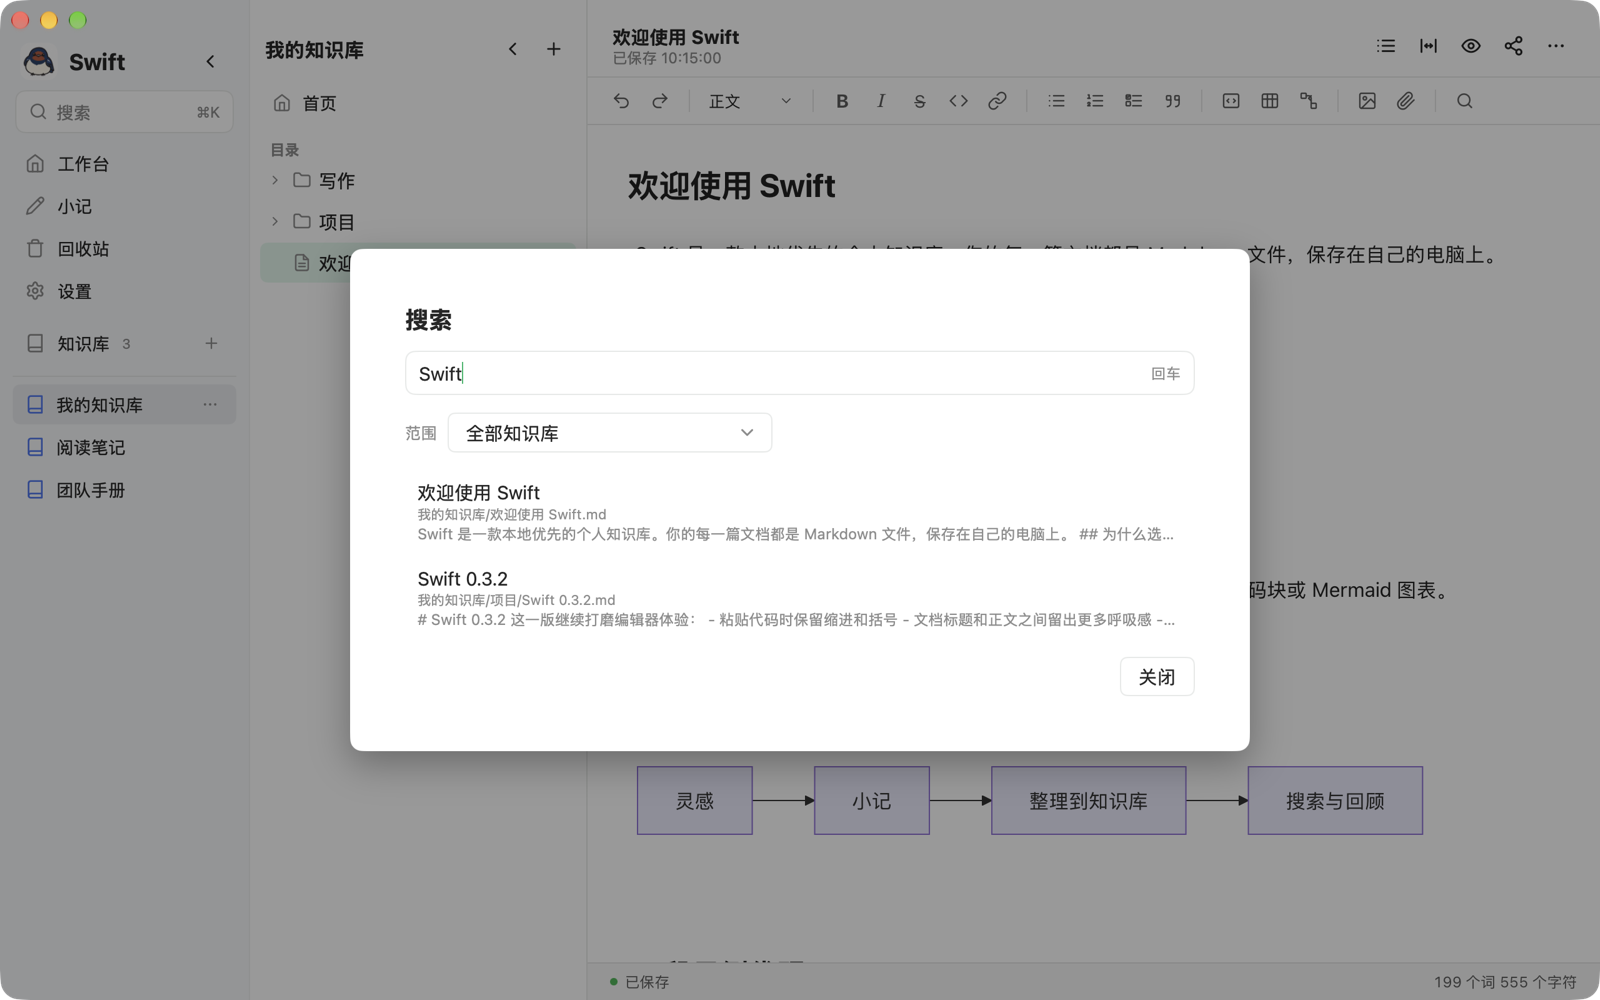 Swift
搜索 ⌘K
工作台
小记
回收站
设置
知识库 3
我的知识库
阅读笔记
团队手册
我的知识库
首页
目录
写作
项目
欢迎
欢迎使用 Swift
已保存 10:15:00
正文
欢迎使用 Swift
文件，保存在自己的电脑上。
码块或 Mermaid 图表。
搜索
Swift 回车
范围 全部知识库
欢迎使用 Swift
我的知识库/欢迎使用 Swift.md
Swift 是一款本地优先的个人知识库。你的每一篇文档都是 Markdown 文件，保存在自己的电脑上。 ## 为什么选...
Swift 0.3.2
我的知识库/项目/Swift 0.3.2.md
# Swift 0.3.2 这一版继续打磨编辑器体验： - 粘贴代码时保留缩进和括号 - 文档标题和正文之间留出更多呼吸感 -...
关闭
灵感 小记 整理到知识库 搜索与回顾
已保存 199 个词 555 个字符